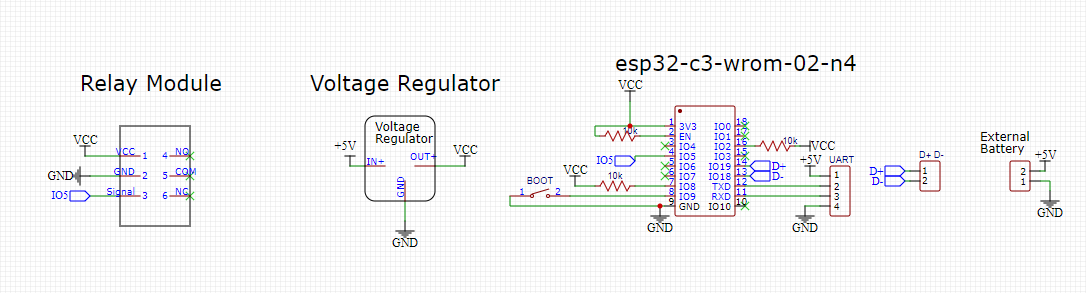 Relay Module
VCC
GND
IO5
VCC 1
GND 2
Signal 3
4 NO
5 COM
6 NC
Voltage Regulator
+5V
Voltage
Regulator
IN+
OUT+
GND
VCC
GND
esp32-c3-wrom-02-n4
VCC
10k
IO5
VCC
10k
BOOT
1 2
GND
1 3V3
2 EN
3 IO4
4 IO5
5 IO6
6 IO7
7 IO8
8 IO9
9 GND
IO0 18
IO1 17
IO2 16
IO3 15
IO19 14
IO18 13
TXD 12
RXD 11
IO10 10
10k
VCC
D+
D-
+5V
UART
1
2
3
4
GND
D+ D-
D+ 1
D- 2
External
Battery
+5V
2
1
GND